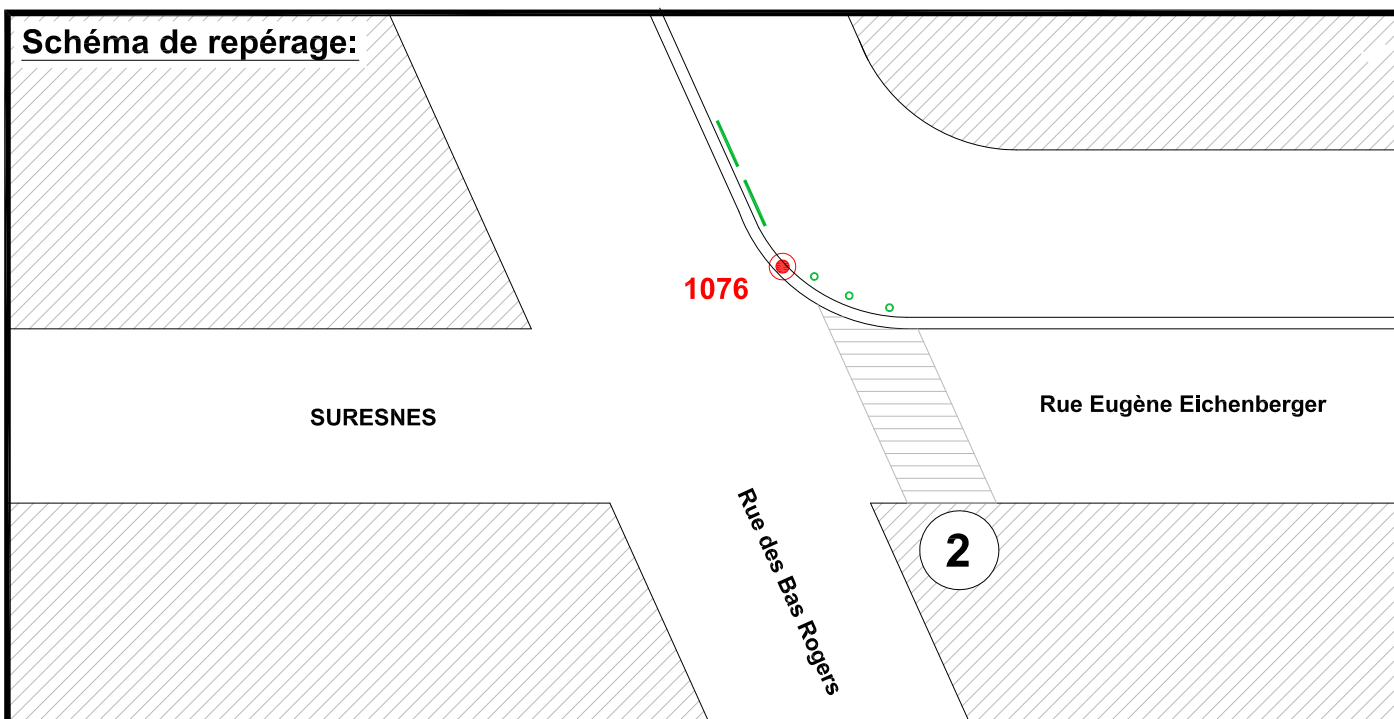 Schéma de repérage:
1076
SURESNES
Rue Eugène Eichenberger
Rue des Bas Rogers
2